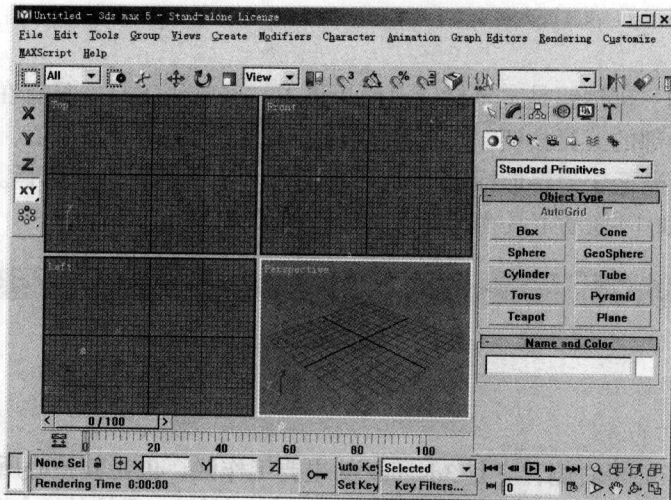 Untitled - 3ds max 5 - Stand-alone License
File Edit Tools Group Views Create Modifiers Character Animation Graph Editors Rendering Customize
MAXScript Help
All View
X
Y
Z
XY
Top
Front
Left
Perspective
Standard Primitives
Object Type
AutoGrid
Box Cone
Sphere GeoSphere
Cylinder Tube
Torus Pyramid
Teapot Plane
Name and Color
0 / 100
0 20 40 60 80 100
None Sel X Y Z Auto Key Selected
Rendering Time 0:00:00 Set Key Key Filters... 0